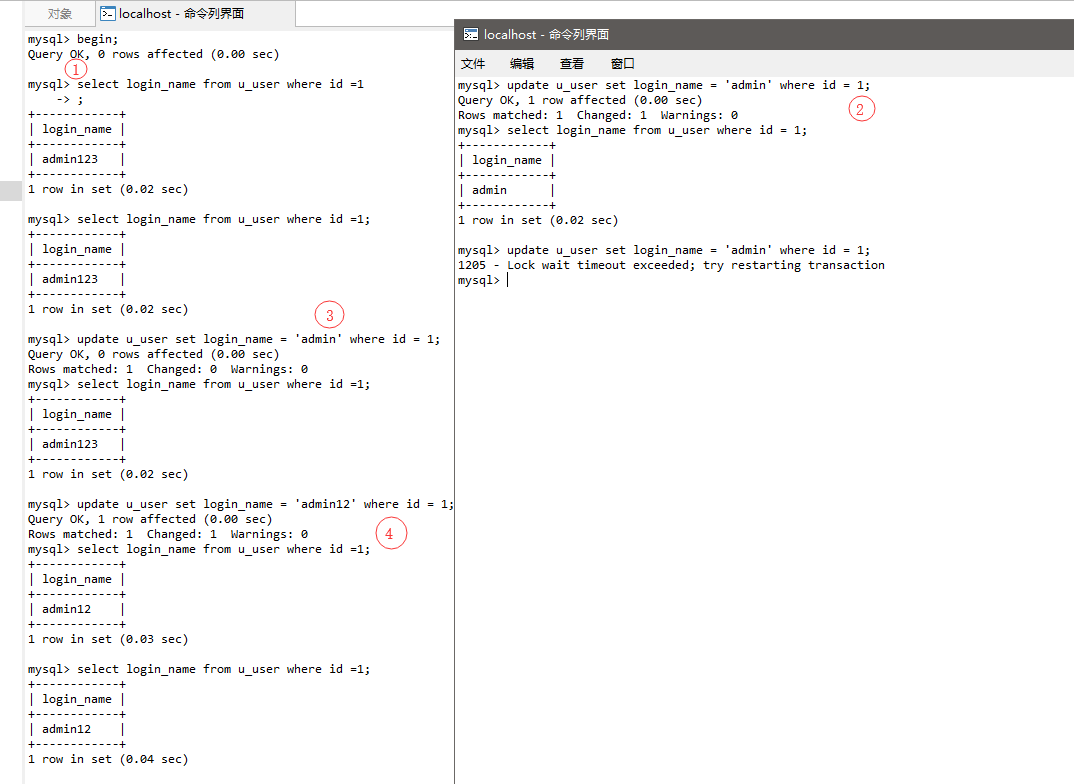 对象
localhost - 命令列界面
mysql> begin;
Query OK, 0 rows affected (0.00 sec)
①
mysql> select login_name from u_user where id =1
    -> ;
+------------+
| login_name |
+------------+
| admin123   |
+------------+
1 row in set (0.02 sec)

mysql> select login_name from u_user where id =1;
+------------+
| login_name |
+------------+
| admin123   |
+------------+
1 row in set (0.02 sec)
③
mysql> update u_user set login_name = 'admin' where id = 1;
Query OK, 0 rows affected (0.00 sec)
Rows matched: 1  Changed: 0  Warnings: 0
mysql> select login_name from u_user where id =1;
+------------+
| login_name |
+------------+
| admin123   |
+------------+
1 row in set (0.02 sec)

mysql> update u_user set login_name = 'admin12' where id = 1;
Query OK, 1 row affected (0.00 sec)
Rows matched: 1  Changed: 1  Warnings: 0
④
mysql> select login_name from u_user where id =1;
+------------+
| login_name |
+------------+
| admin12    |
+------------+
1 row in set (0.03 sec)

mysql> select login_name from u_user where id =1;
+------------+
| login_name |
+------------+
| admin12    |
+------------+
1 row in set (0.04 sec)
localhost - 命令列界面
文件 编辑 查看 窗口
mysql> update u_user set login_name = 'admin' where id = 1;
Query OK, 1 row affected (0.00 sec)
Rows matched: 1  Changed: 1  Warnings: 0
②
mysql> select login_name from u_user where id = 1;
+------------+
| login_name |
+------------+
| admin      |
+------------+
1 row in set (0.02 sec)

mysql> update u_user set login_name = 'admin' where id = 1;
1205 - Lock wait timeout exceeded; try restarting transaction
mysql>